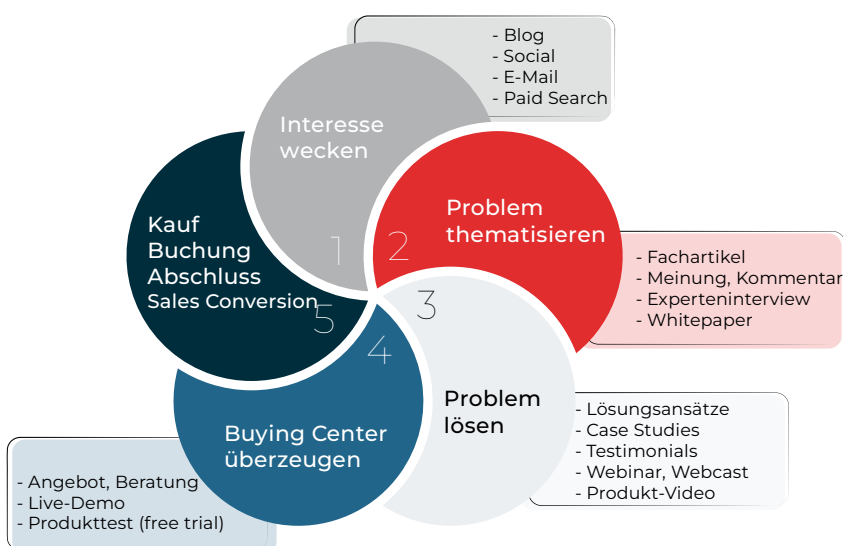 - Blog
- Social
- E-Mail
- Paid Search
Interesse
wecken
1
Problem
thematisieren
2
- Fachartikel
- Meinung, Kommentar
- Experteninterview
- Whitepaper
3
Problem
lösen
- Lösungsansätze
- Case Studies
- Testimonials
- Webinar, Webcast
- Produkt-Video
4
Buying Center
überzeugen
- Angebot, Beratung
- Live-Demo
- Produkttest (free trial)
Kauf
Buchung
Abschluss
Sales Conversion
5